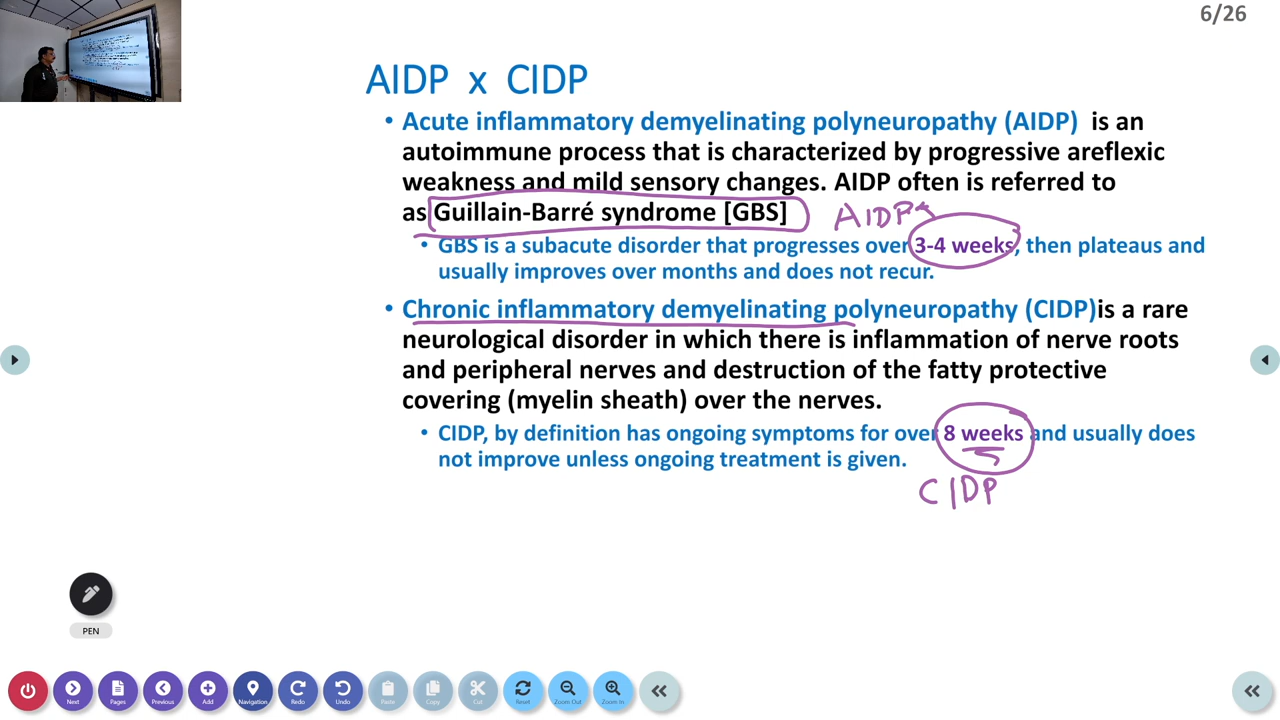 6/26
AIDP x CIDP
• Acute inflammatory demyelinating polyneuropathy (AIDP) is an
autoimmune process that is characterized by progressive areflexic
weakness and mild sensory changes. AIDP often is referred to
as Guillain-Barré syndrome [GBS] AIDP
• GBS is a subacute disorder that progresses over 3-4 weeks, then plateaus and
usually improves over months and does not recur.
• Chronic inflammatory demyelinating polyneuropathy (CIDP)is a rare
neurological disorder in which there is inflammation of nerve roots
and peripheral nerves and destruction of the fatty protective
covering (myelin sheath) over the nerves.
• CIDP, by definition has ongoing symptoms for over 8 weeks and usually does
not improve unless ongoing treatment is given.
CIDP
PEN
Next Pages Previous Add Navigation Redo Undo Paste Copy Cut Reset Zoom Out Zoom In